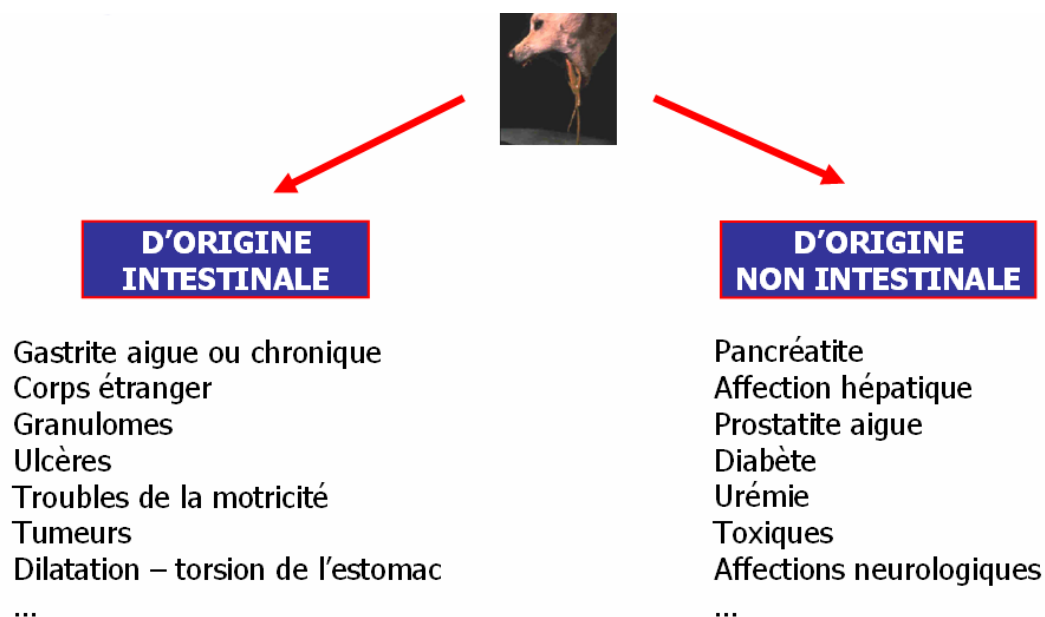 D'ORIGINE
INTESTINALE
Gastrite aigue ou chronique
Corps étranger
Granulomes
Ulcères
Troubles de la motricité
Tumeurs
Dilatation – torsion de l'estomac
...
D'ORIGINE
NON INTESTINALE
Pancréatite
Affection hépatique
Prostatite aigue
Diabète
Urémie
Toxiques
Affections neurologiques
...